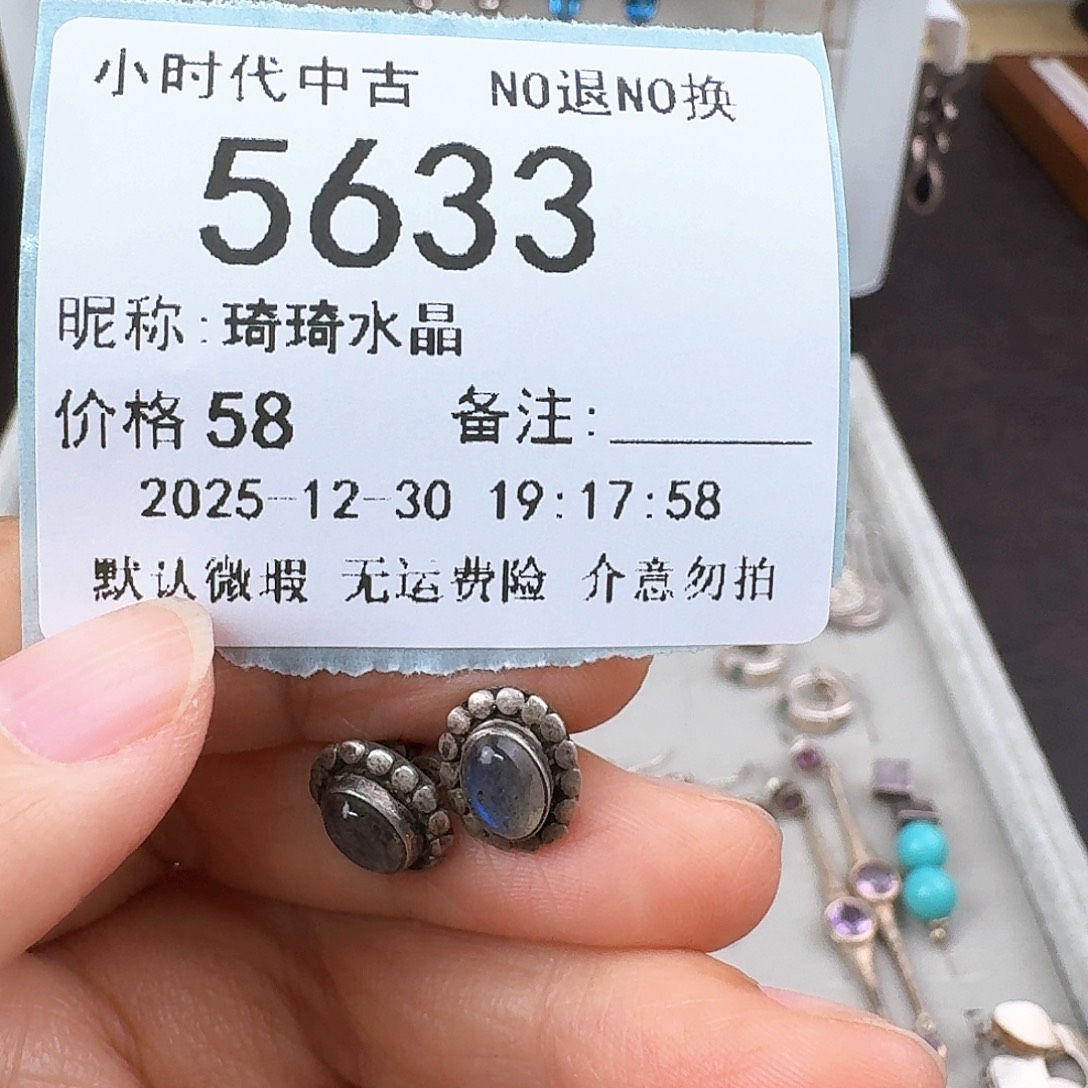 小时代中古 NO退NO换
5633
昵称:琦琦水晶
价格 58 备注:________
2025-12-30 19:17:58
默认微瑕 无运费险 介意勿拍